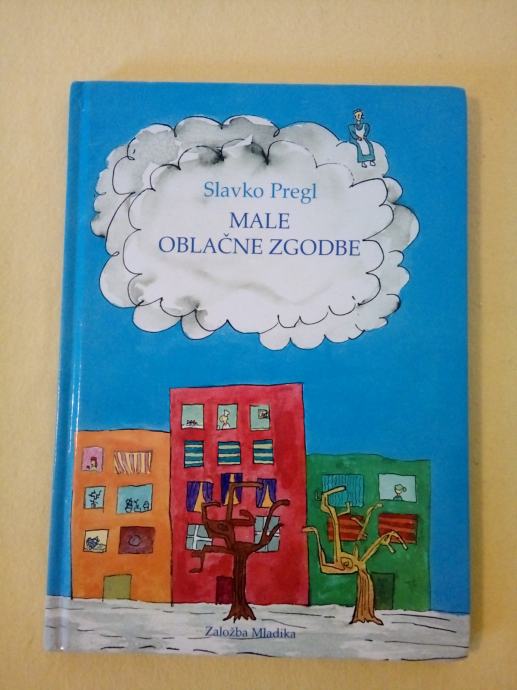 Slavko Pregl
MALE
OBLAČNE ZGODBE
Založba Mladika